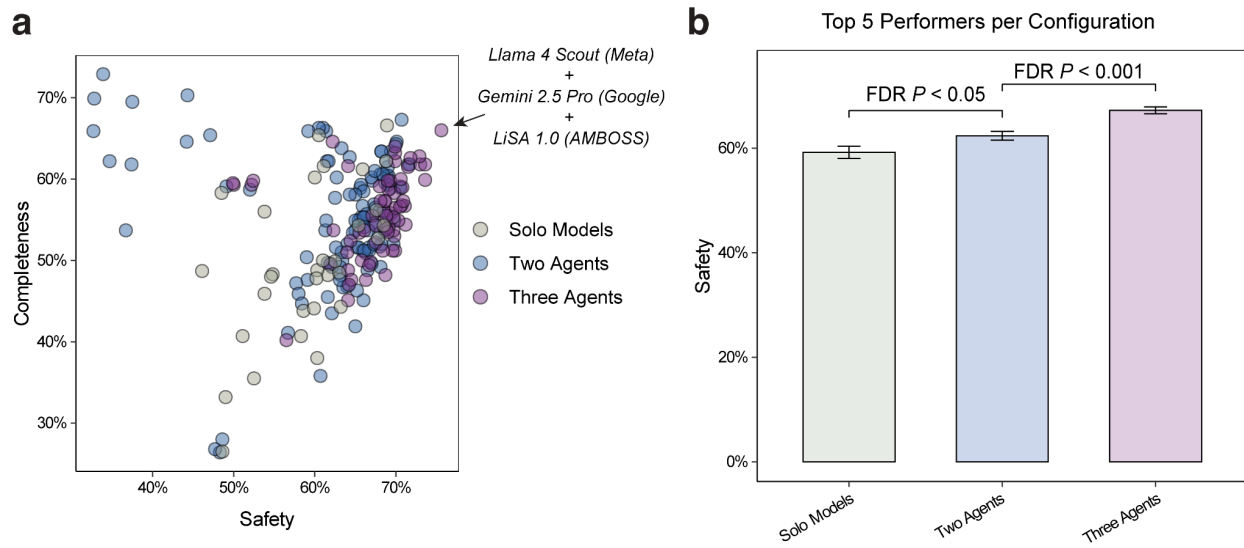 a
Llama 4 Scout (Meta)
+
Gemini 2.5 Pro (Google)
+
LiSA 1.0 (AMBOSS)
70%
60%
50%
40%
30%
Completeness
40%
50%
60%
70%
Safety
Solo Models
Two Agents
Three Agents
b
Top 5 Performers per Configuration
FDR P < 0.05
FDR P < 0.001
60%
40%
20%
0%
Safety
Solo Models
Two Agents
Three Agents